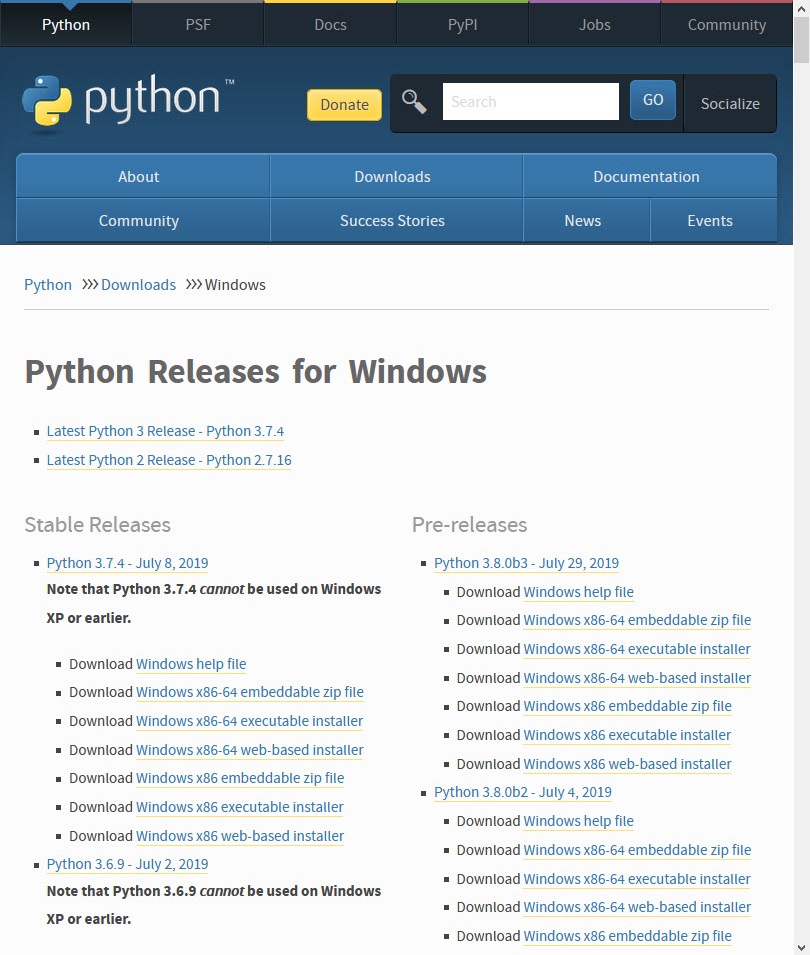 Python PSF Docs PyPI Jobs Community
python™ Donate Search GO Socialize
About Downloads Documentation
Community Success Stories News Events
Python >>> Downloads >>> Windows
Python Releases for Windows
Latest Python 3 Release - Python 3.7.4
Latest Python 2 Release - Python 2.7.16
Stable Releases
Python 3.7.4 - July 8, 2019
Note that Python 3.7.4 cannot be used on Windows
XP or earlier.
Download Windows help file
Download Windows x86-64 embeddable zip file
Download Windows x86-64 executable installer
Download Windows x86-64 web-based installer
Download Windows x86 embeddable zip file
Download Windows x86 executable installer
Download Windows x86 web-based installer
Python 3.6.9 - July 2, 2019
Note that Python 3.6.9 cannot be used on Windows
XP or earlier.
Pre-releases
Python 3.8.0b3 - July 29, 2019
Download Windows help file
Download Windows x86-64 embeddable zip file
Download Windows x86-64 executable installer
Download Windows x86-64 web-based installer
Download Windows x86 embeddable zip file
Download Windows x86 executable installer
Download Windows x86 web-based installer
Python 3.8.0b2 - July 4, 2019
Download Windows help file
Download Windows x86-64 embeddable zip file
Download Windows x86-64 executable installer
Download Windows x86-64 web-based installer
Download Windows x86 embeddable zip file